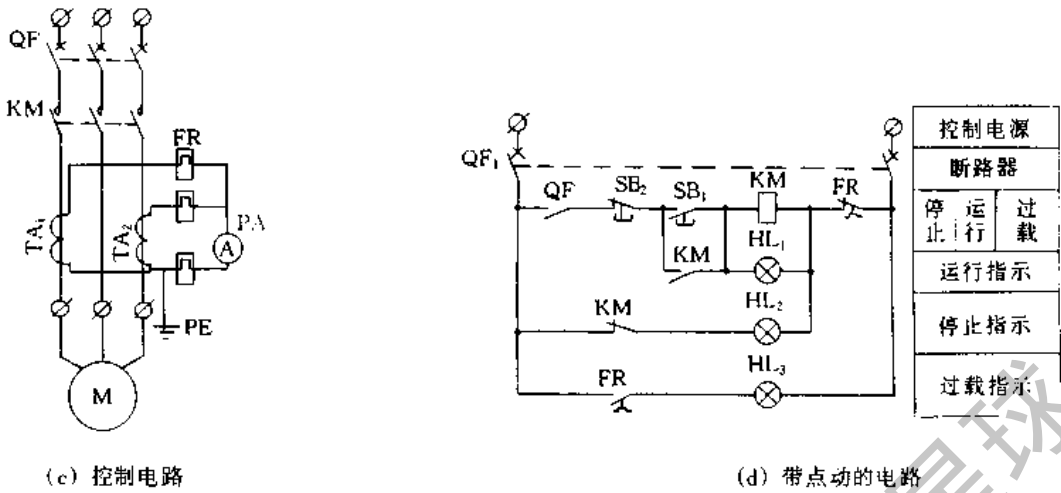 QF
KM
FR
TA₁
TA₂
PA
A
PE
M
(c) 控制电路
QF₁
QF
SB₂
SB₁
KM
FR
KM
HL₁
KM
HL₂
FR
HL₃
控制电源
断路器
停止
运行
过载
运行指示
停止指示
过载指示
(d) 带点动的电路
星球